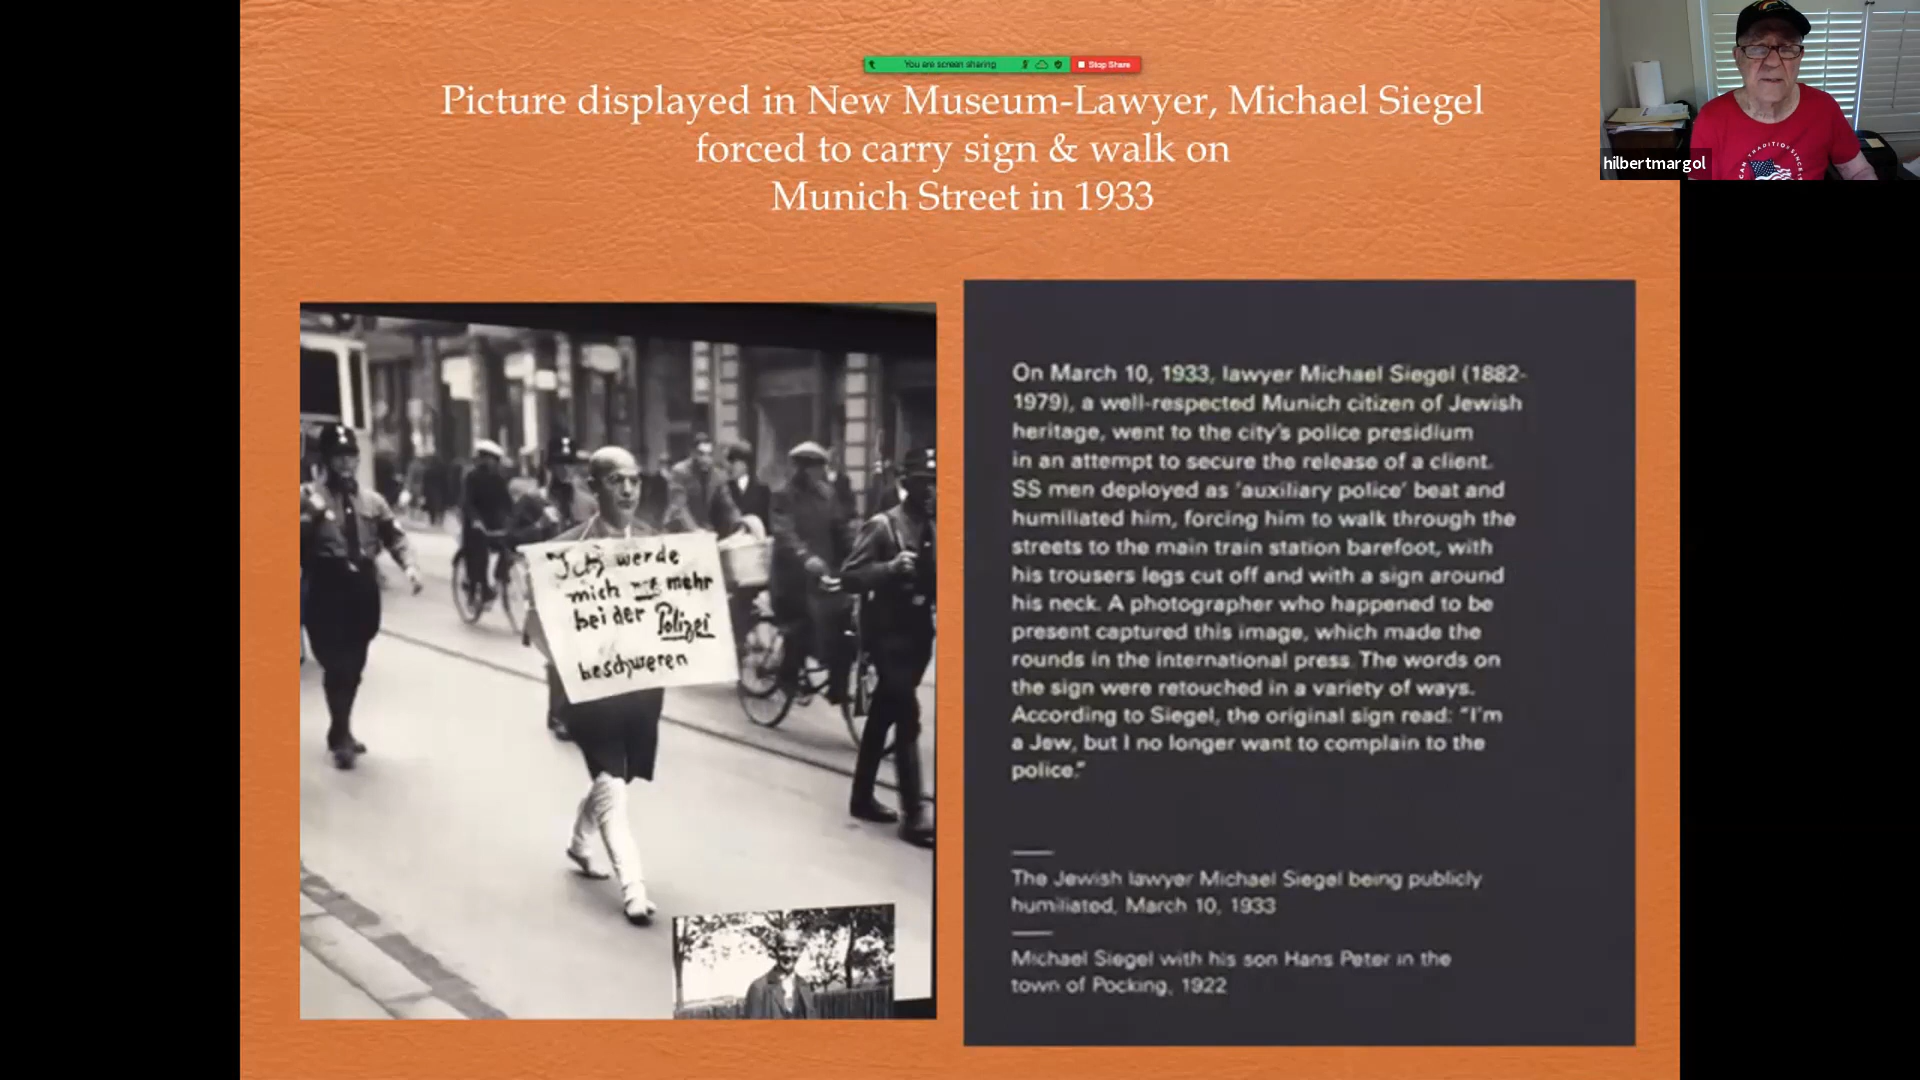 You are screen sharing
Stop Share
Picture displayed in New Museum-Lawyer, Michael Siegel
forced to carry sign & walk on
Munich Street in 1933
hilbertmargol
Ich werde
mich mehr
bei der Polizei
beschweren
On March 10, 1933, lawyer Michael Siegel (1882-
1979), a well-respected Munich citizen of Jewish
heritage, went to the city's police presidium
in an attempt to secure the release of a client.
SS men deployed as 'auxiliary police' beat and
humiliated him, forcing him to walk through the
streets to the main train station barefoot, with
his trousers legs cut off and with a sign around
his neck. A photographer who happened to be
present captured this image, which made the
rounds in the international press. The words on
the sign were retouched in a variety of ways.
According to Siegel, the original sign read: "I'm
a Jew, but I no longer want to complain to the
police."
The Jewish lawyer Michael Siegel being publicly
humiliated, March 10, 1933
Michael Siegel with his son Hans Peter in the
town of Pocking, 1922